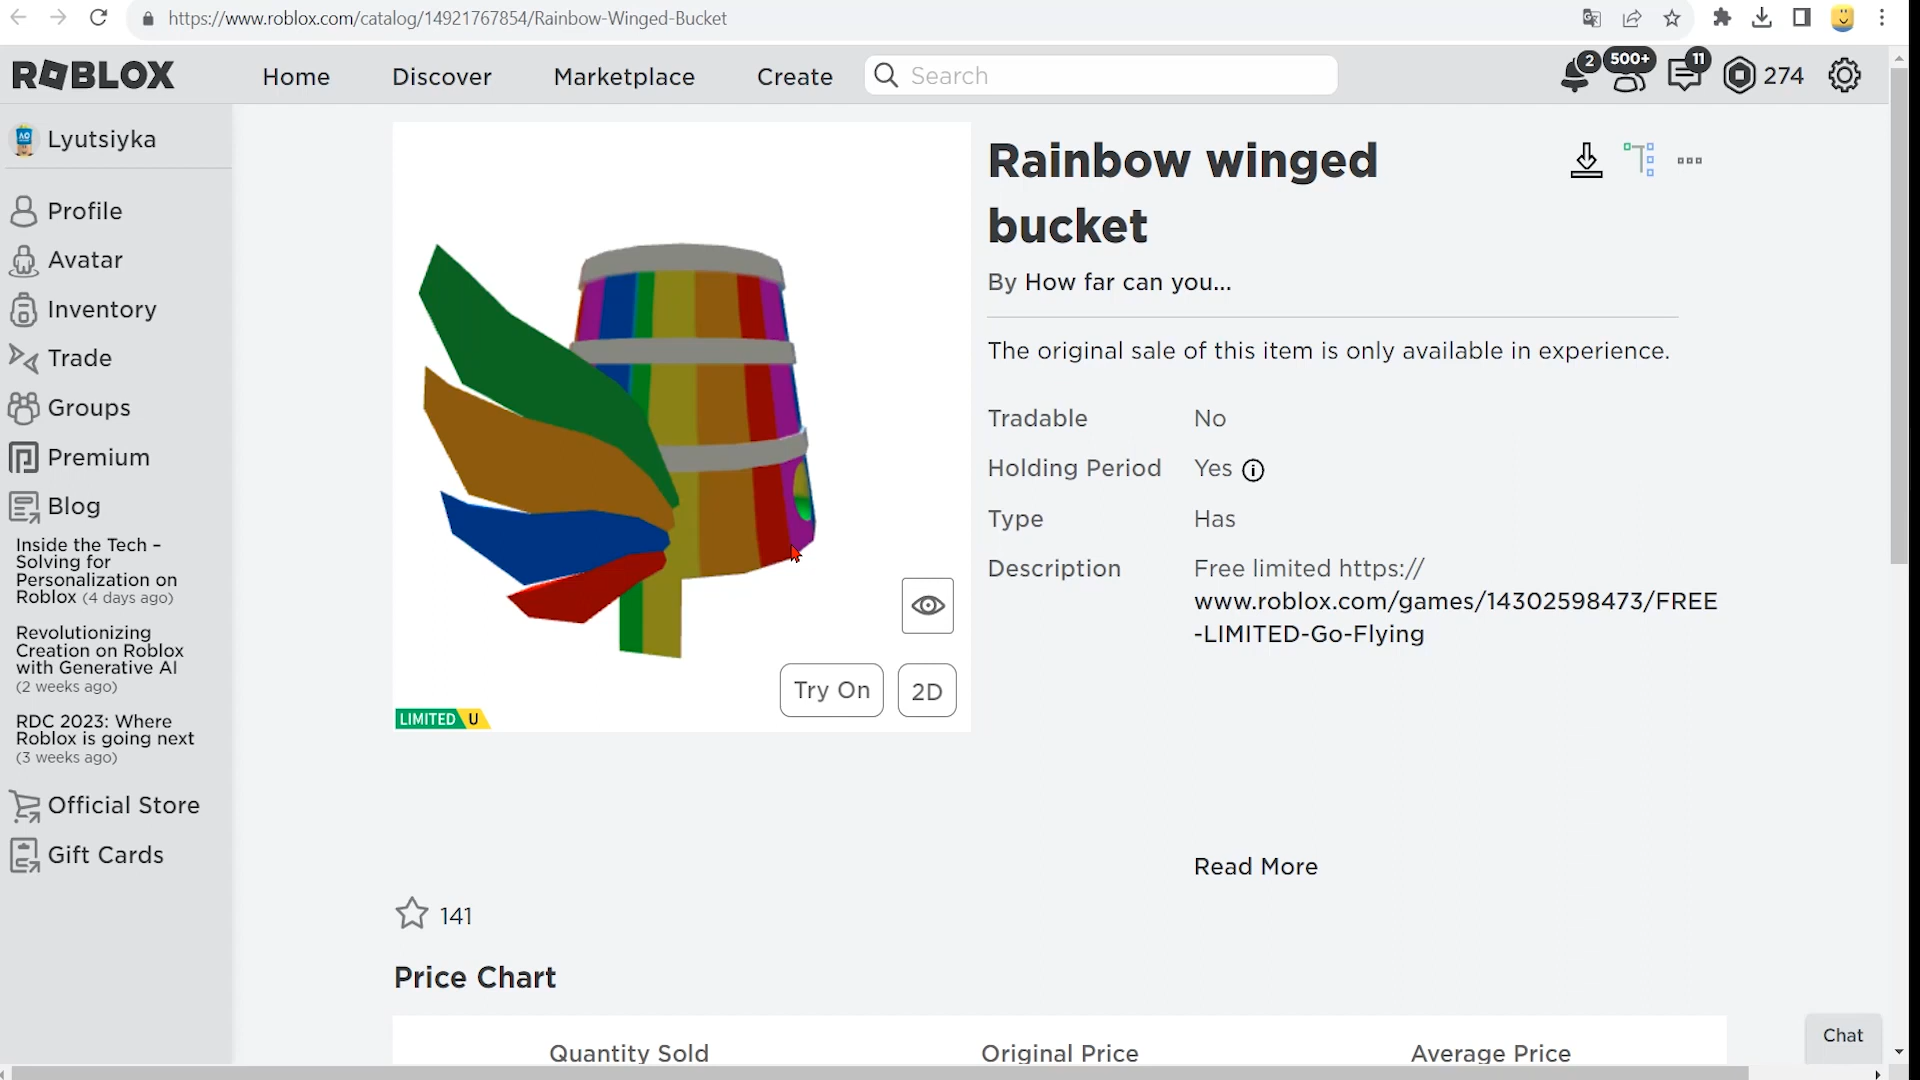 https://www.roblox.com/catalog/14921767854/Rainbow-Winged-Bucket
ROBLOX
Home
Discover
Marketplace
Create
Search
2
500+
11
274
Lyutsiyka
Profile
Avatar
Inventory
Trade
Groups
Premium
Blog
Inside the Tech –
Solving for
Personalization on
Roblox (4 days ago)
Revolutionizing
Creation on Roblox
with Generative AI
(2 weeks ago)
RDC 2023: Where
Roblox is going next
(3 weeks ago)
Official Store
Gift Cards
LIMITED U
Try On
2D
Rainbow winged
bucket
By How far can you...
The original sale of this item is only available in experience.
Tradable No
Holding Period Yes
Type Has
Description Free limited https://
www.roblox.com/games/14302598473/FREE
-LIMITED-Go-Flying
Read More
141
Price Chart
Quantity Sold Original Price Average Price
Chat